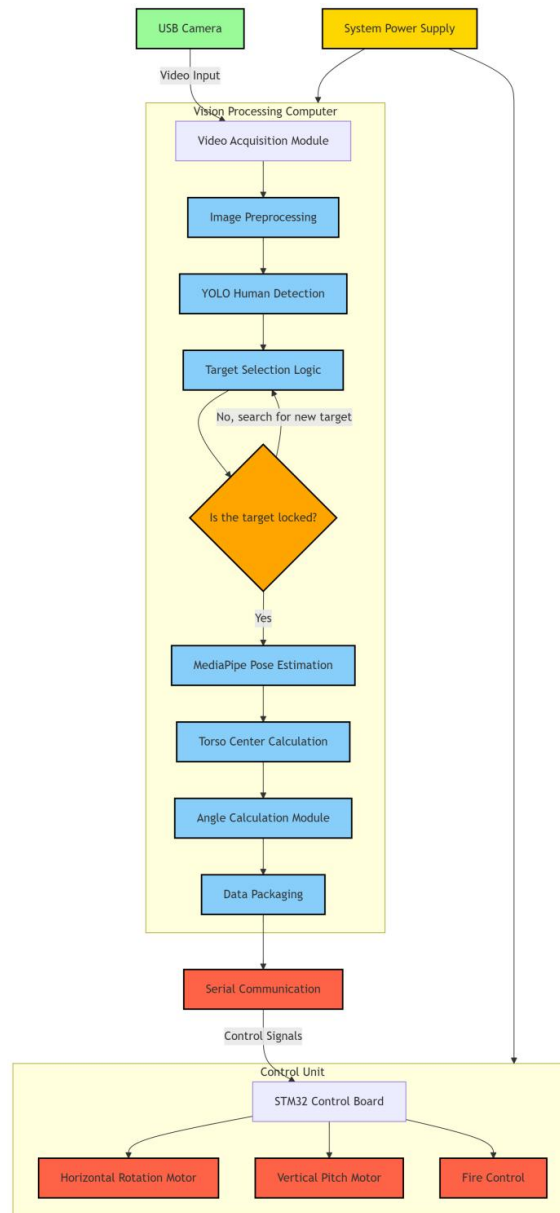 USB Camera
System Power Supply
Video Input
Vision Processing Computer
Video Acquisition Module
Image Preprocessing
YOLO Human Detection
Target Selection Logic
No, search for new target
Is the target locked?
Yes
MediaPipe Pose Estimation
Torso Center Calculation
Angle Calculation Module
Data Packaging
Serial Communication
Control Signals
Control Unit
STM32 Control Board
Horizontal Rotation Motor
Vertical Pitch Motor
Fire Control